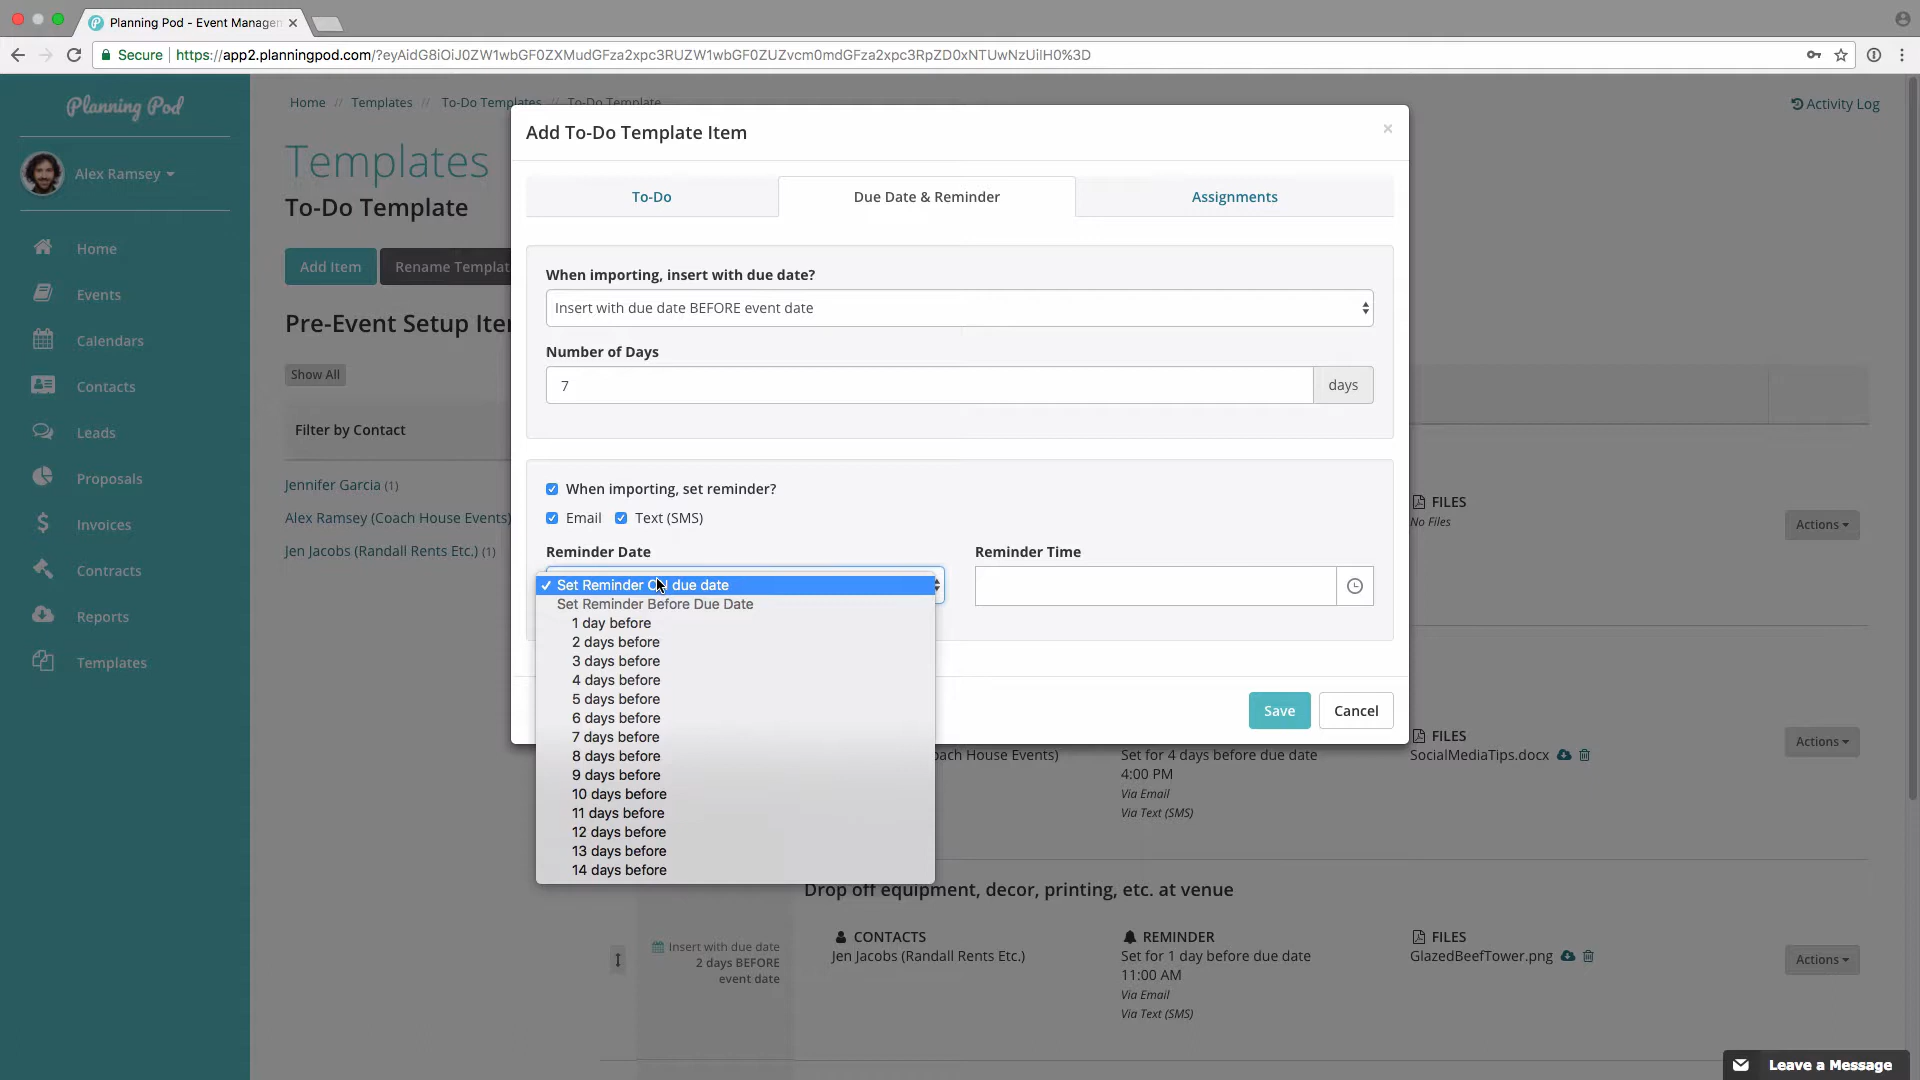 Planning Pod - Event Managem
Secure
https://app2.planningpod.com/?eyAidG8iOiJ0ZW1wbGF0ZXMudGFza2xpc3RUZW1wbGF0ZUZvcm0mdGFza2xpc3RpZD0xNTUwNzUiIH0%3D
Planning Pod
Alex Ramsey
Home
Events
Calendars
Contacts
Leads
Proposals
Invoices
Contracts
Reports
Templates
Home // Templates // To-Do Templates // To-Do Template
Activity Log
Templates
To-Do Template
Add Item
Rename Templat
Pre-Event Setup Iter
Show All
Filter by Contact
Jennifer Garcia (1)
Alex Ramsey (Coach House Events)
Jen Jacobs (Randall Rents Etc.) (1)
Add To-Do Template Item
×
To-Do
Due Date & Reminder
Assignments
When importing, insert with due date?
Insert with due date BEFORE event date
Number of Days
7
days
When importing, set reminder?
Email
Text (SMS)
Reminder Date
Reminder Time
Set Reminder ON due date
Set Reminder Before Due Date
1 day before
2 days before
3 days before
4 days before
5 days before
6 days before
7 days before
8 days before
9 days before
10 days before
11 days before
12 days before
13 days before
14 days before
Save
Cancel
FILES
No Files
Actions
oach House Events)
Set for 4 days before due date
4:00 PM
Via Email
Via Text (SMS)
FILES
SocialMediaTips.docx
Actions
Drop off equipment, decor, printing, etc. at venue
Insert with due date
2 days BEFORE
event date
CONTACTS
Jen Jacobs (Randall Rents Etc.)
REMINDER
Set for 1 day before due date
11:00 AM
Via Email
Via Text (SMS)
FILES
GlazedBeefTower.png
Actions
Leave a Message